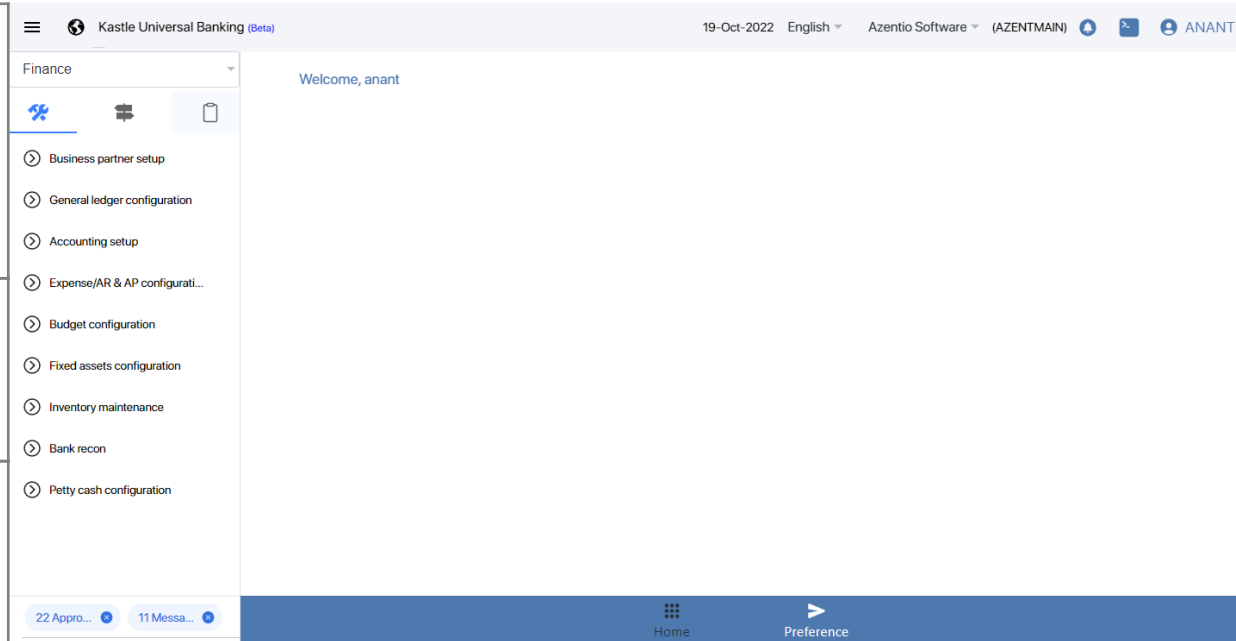 Kastle Universal Banking (Beta)
19-Oct-2022 English Azentio Software (AZENTMAIN) ANANT
Finance
Welcome, anant
Business partner setup
General ledger configuration
Accounting setup
Expense/AR & AP configurati...
Budget configuration
Fixed assets configuration
Inventory maintenance
Bank recon
Petty cash configuration
22 Appro... 11 Messa...
Home Preference